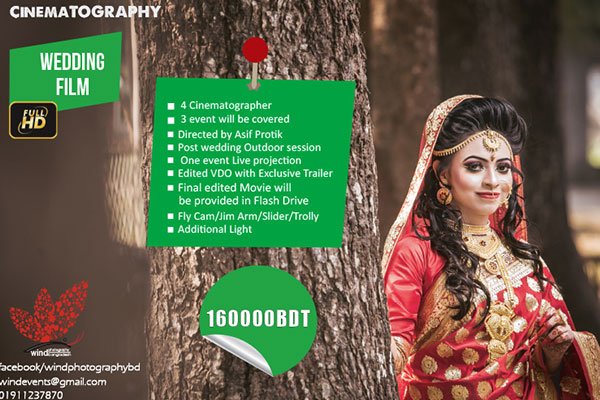 CINEMATOGRAPHY
WEDDING
FILM
FULL
HD
4 Cinematographer
3 event will be covered
Directed by Asif Protik
Post wedding Outdoor session
One event Live projection
Edited VDO with Exclusive Trailer
Final edited Movie will
be provided in Flash Drive
Fly Cam/Jim Arm/Slider/Trolly
Additional Light
160000BDT
wind
facebook/windphotographybd
windevents@gmail.com
01911237870